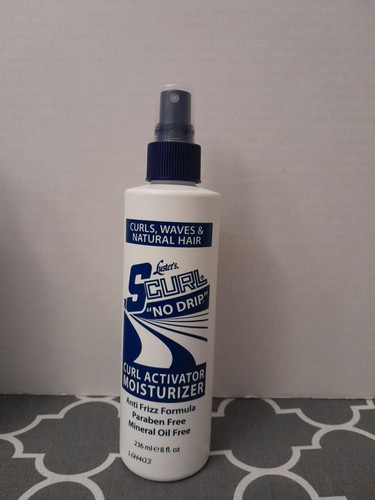 CURLS, WAVES &
NATURAL HAIR
Luster's
SCURL®
"NO DRIP"
CURL ACTIVATOR
MOISTURIZER
Anti Frizz Formula
Paraben Free
Mineral Oil Free
236 ml e 8 fl. oz